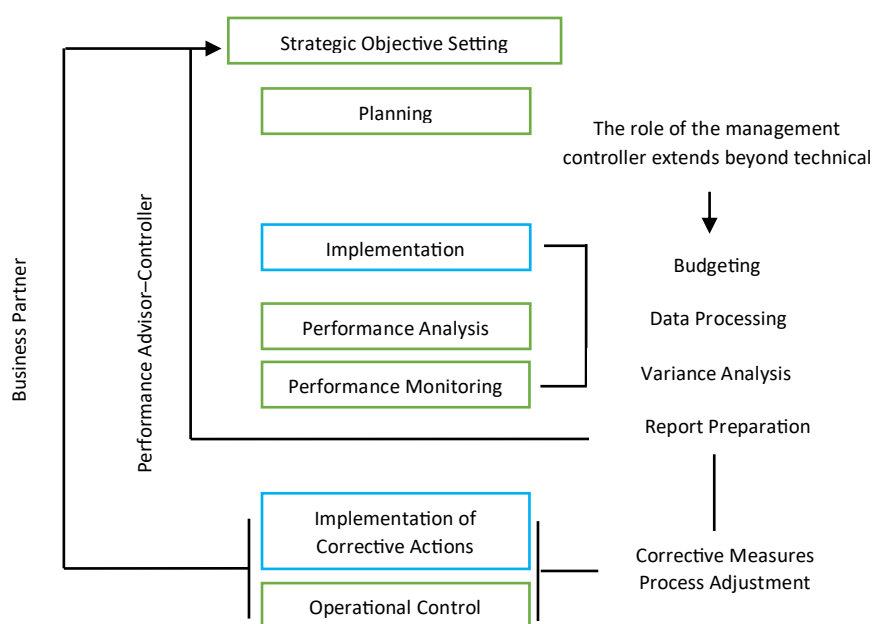 Strategic Objective Setting
Planning
The role of the management
controller extends beyond technical
Business Partner
Performance Advisor–Controller
Implementation
Budgeting
Performance Analysis
Data Processing
Performance Monitoring
Variance Analysis
Report Preparation
Implementation of
Corrective Actions
Corrective Measures
Process Adjustment
Operational Control